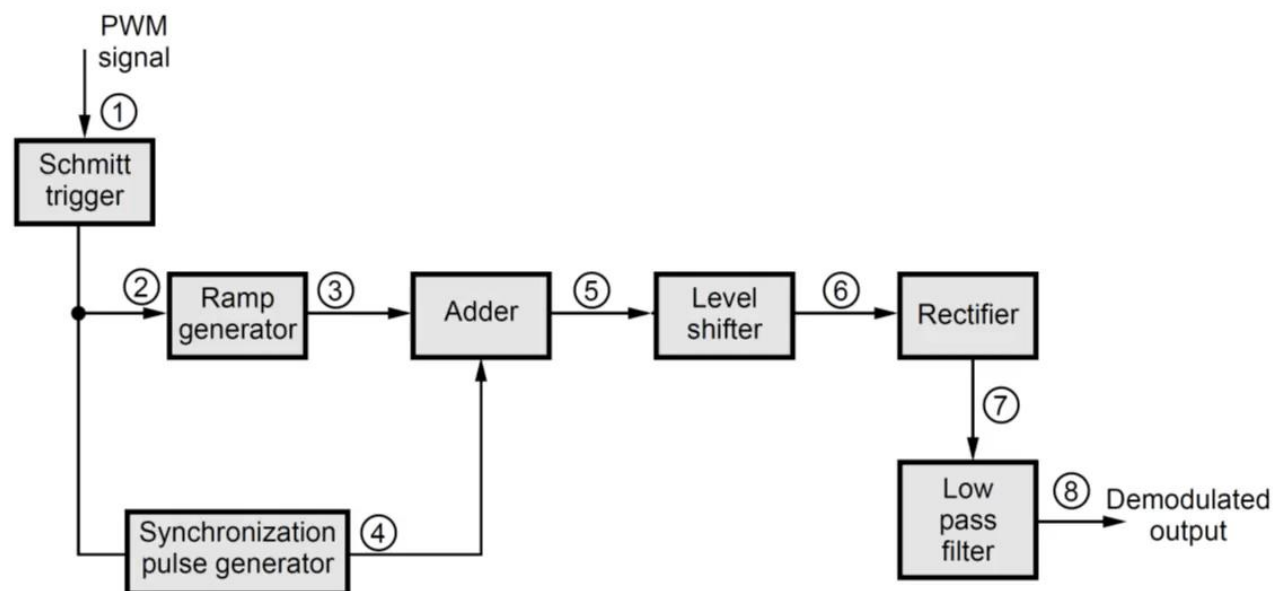 PWM
signal
①
Schmitt
trigger
②
Ramp
generator
③
Adder
⑤
Level
shifter
⑥
Rectifier
⑦
Synchronization
pulse generator
④
Low
pass
filter
⑧
Demodulated
output